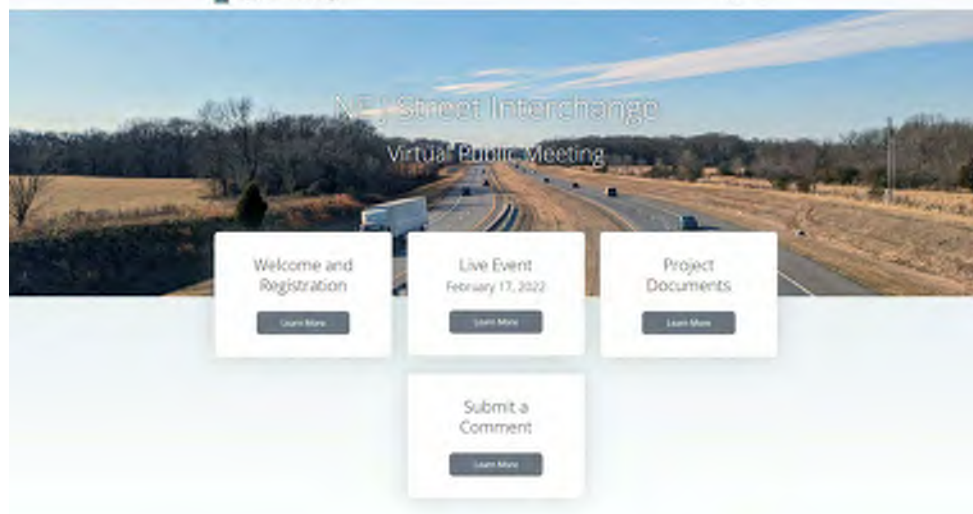 NE J Street Interchange
Virtual Public Meeting
Welcome and
Registration
Learn More
Live Event
February 17, 2022
Learn More
Project
Documents
Learn More
Submit a
Comment
Learn More